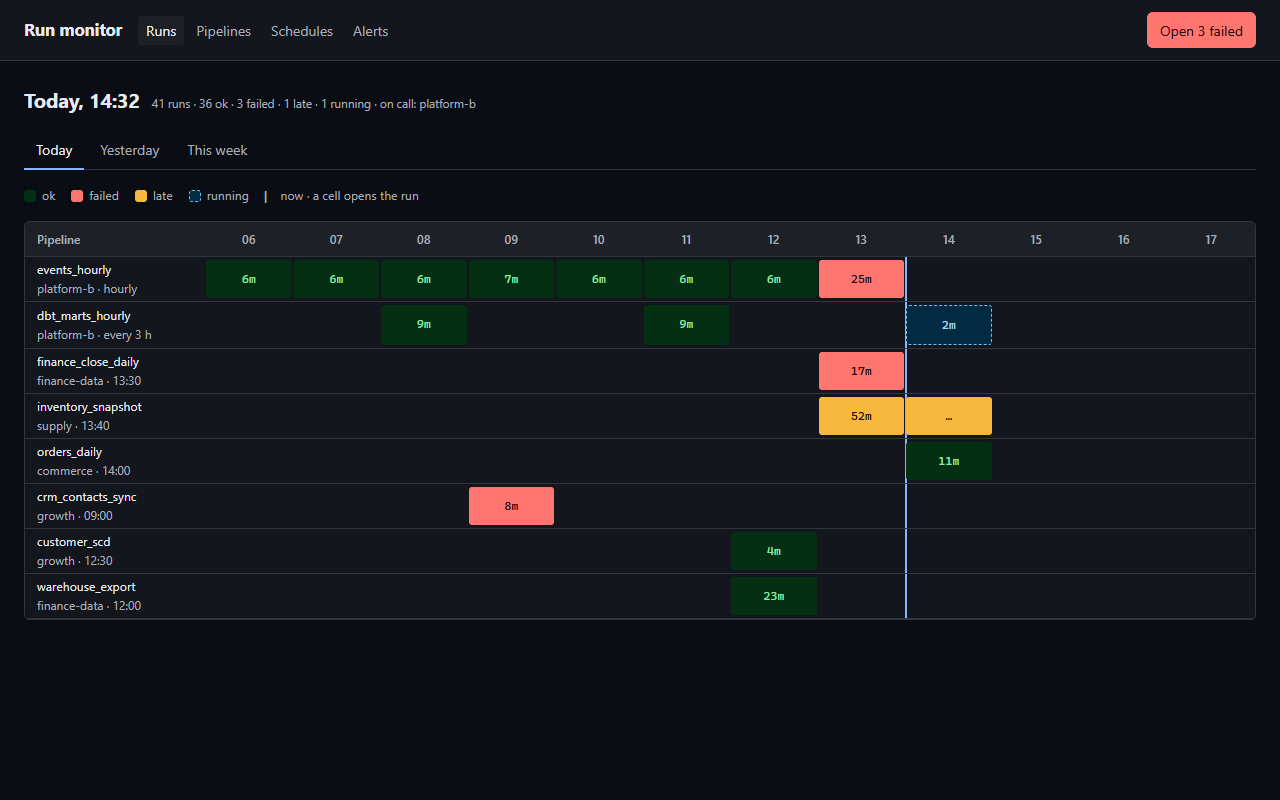 Run monitor Runs Pipelines Schedules Alerts Open 3 failed
Today, 14:32 41 runs · 36 ok · 3 failed · 1 late · 1 running · on call: platform-b
Today Yesterday This week
ok failed late running | now · a cell opens the run
Pipeline 06 07 08 09 10 11 12 13 14 15 16 17
events_hourly
platform-b · hourly
6m 6m 6m 7m 6m 6m 6m 25m
dbt_marts_hourly
platform-b · every 3 h
9m 9m 2m
finance_close_daily
finance-data · 13:30
17m
inventory_snapshot
supply · 13:40
52m …
orders_daily
commerce · 14:00
11m
crm_contacts_sync
growth · 09:00
8m
customer_scd
growth · 12:30
4m
warehouse_export
finance-data · 12:00
23m